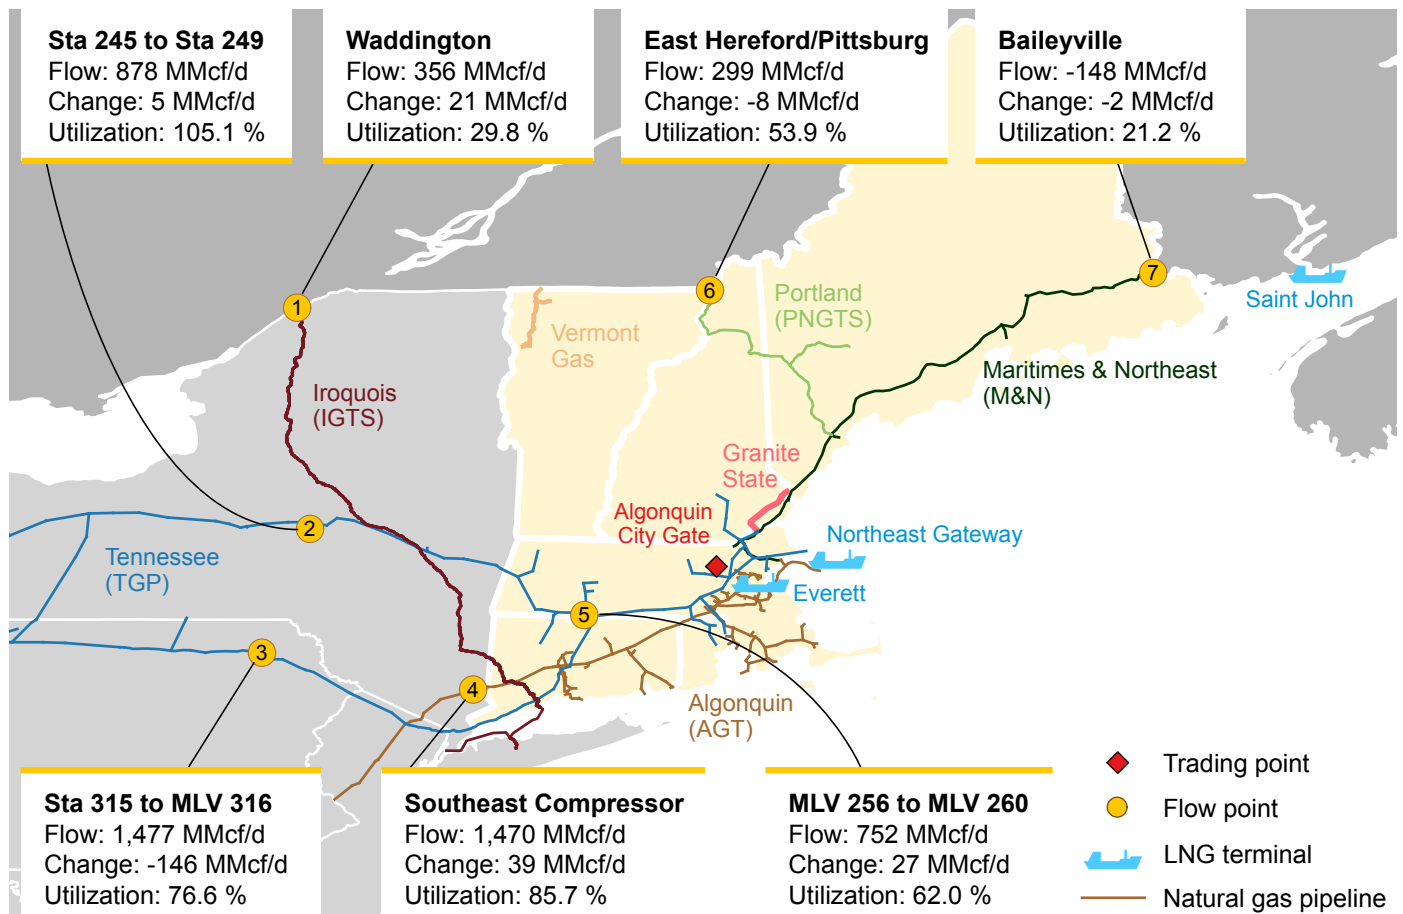 Sta 245 to Sta 249
Flow: 878 MMcf/d
Change: 5 MMcf/d
Utilization: 105.1 %
Waddington
Flow: 356 MMcf/d
Change: 21 MMcf/d
Utilization: 29.8 %
East Hereford/Pittsburg
Flow: 299 MMcf/d
Change: -8 MMcf/d
Utilization: 53.9 %
Baileyville
Flow: -148 MMcf/d
Change: -2 MMcf/d
Utilization: 21.2 %
1
6
7
Saint John
Portland
(PNGTS)
Vermont
Gas
Iroquois
(IGTS)
Maritimes & Northeast
(M&N)
Granite
State
Algonquin
City Gate
2
Northeast Gateway
Tennessee
(TGP)
Everett
5
3
4
Algonquin
(AGT)
Sta 315 to MLV 316
Flow: 1,477 MMcf/d
Change: -146 MMcf/d
Utilization: 76.6 %
Southeast Compressor
Flow: 1,470 MMcf/d
Change: 39 MMcf/d
Utilization: 85.7 %
MLV 256 to MLV 260
Flow: 752 MMcf/d
Change: 27 MMcf/d
Utilization: 62.0 %
Trading point
Flow point
LNG terminal
Natural gas pipeline